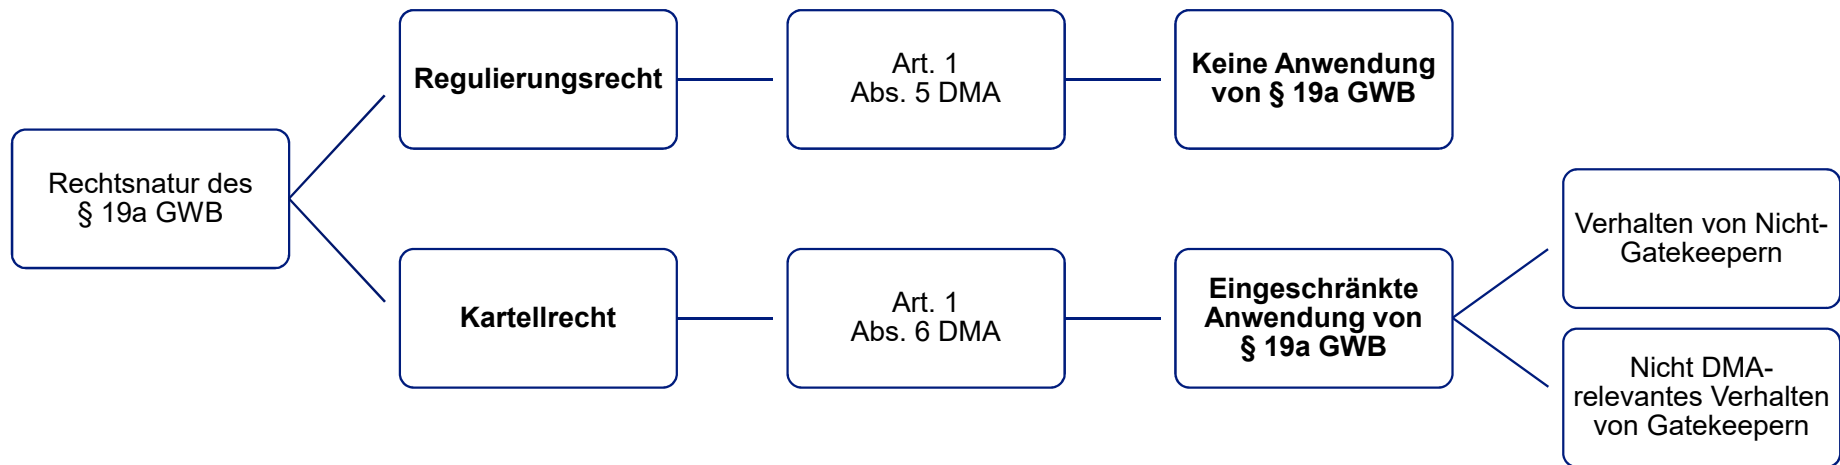 Rechtsnatur des
§ 19a GWB
Regulierungsrecht
Art. 1
Abs. 5 DMA
Keine Anwendung
von § 19a GWB
Kartellrecht
Art. 1
Abs. 6 DMA
Eingeschränkte
Anwendung von
§ 19a GWB
Verhalten von Nicht-
Gatekeepern
Nicht DMA-
relevantes Verhalten
von Gatekeepern